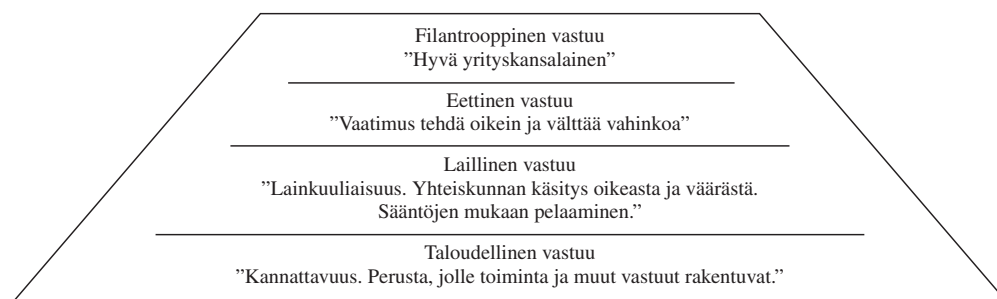 Filantrooppinen vastuu
”Hyvä yrityskansalainen”
Eettinen vastuu
”Vaatimus tehdä oikein ja välttää vahinkoa”
Laillinen vastuu
”Lainkuuliaisuus. Yhteiskunnan käsitys oikeasta ja väärästä.
Sääntöjen mukaan pelaaminen.”
Taloudellinen vastuu
”Kannattavuus. Perusta, jolle toiminta ja muut vastuut rakentuvat.”